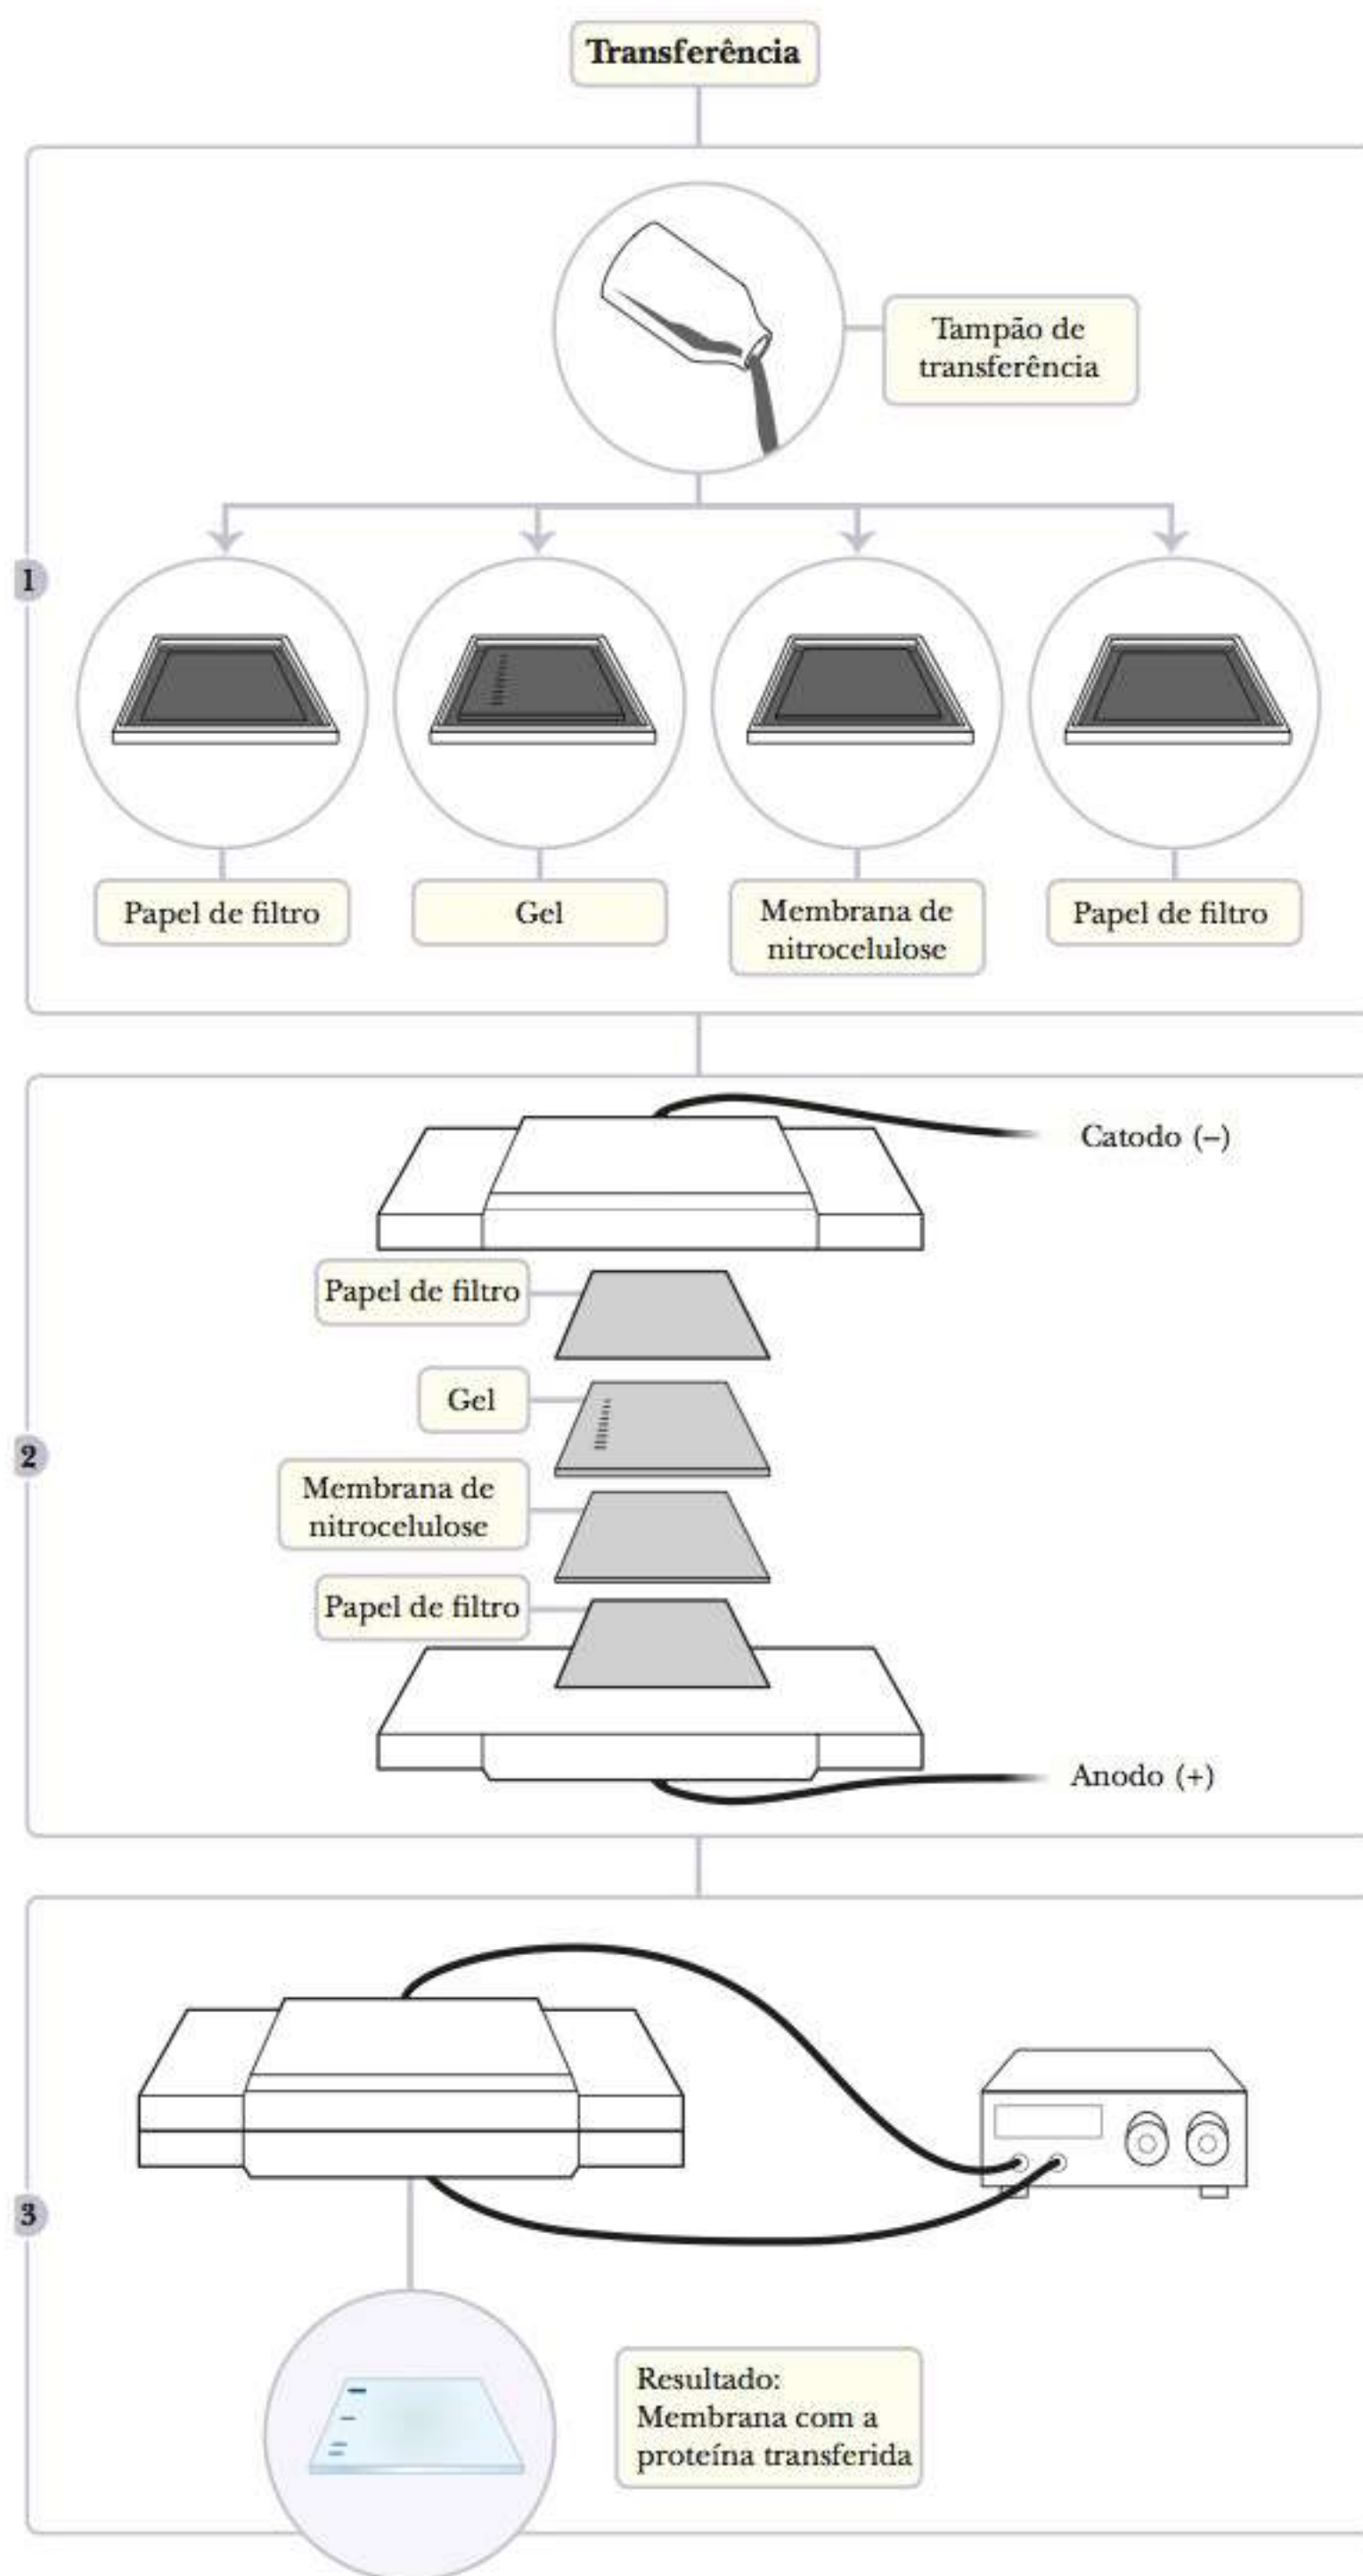 Transferência
Tampão de
transferência
1
Papel de filtro
Gel
Membrana de
nitrocelulose
Papel de filtro
Catodo (–)
Papel de filtro
Gel
2
Membrana de
nitrocelulose
Papel de filtro
Anodo (+)
3
Resultado:
Membrana com a
proteína transferida